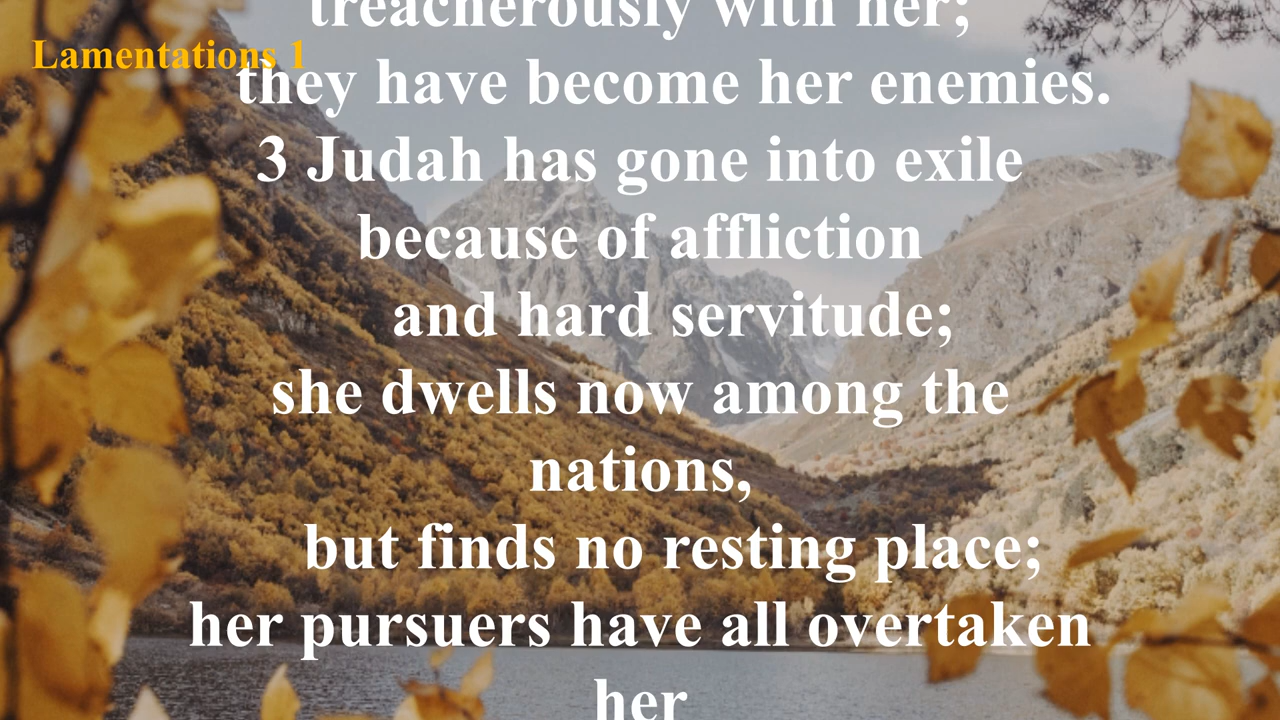 treacherously with her;
Lamentations 1
they have become her enemies.
3 Judah has gone into exile
because of affliction
and hard servitude;
she dwells now among the
nations,
but finds no resting place;
her pursuers have all overtaken
her